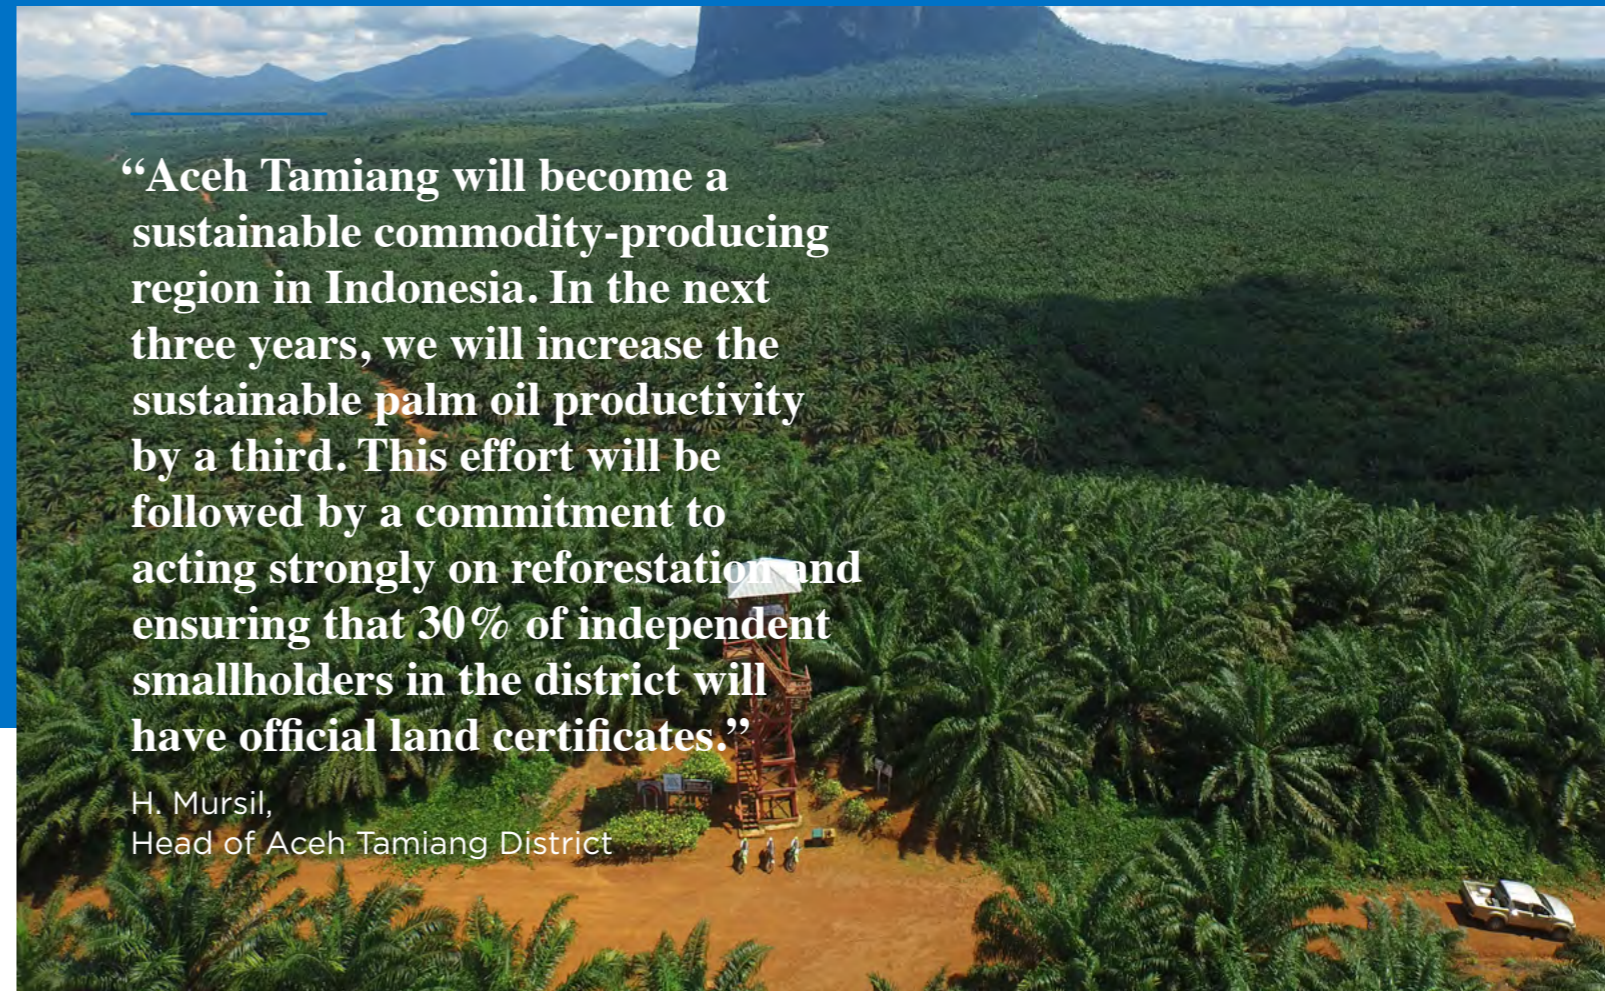 “Aceh Tamiang will become a
sustainable commodity-producing
region in Indonesia. In the next
three years, we will increase the
sustainable palm oil productivity
by a third. This effort will be
followed by a commitment to
acting strongly on reforestation and
ensuring that 30% of independent
smallholders in the district will
have official land certificates.”
H. Mursil,
Head of Aceh Tamiang District